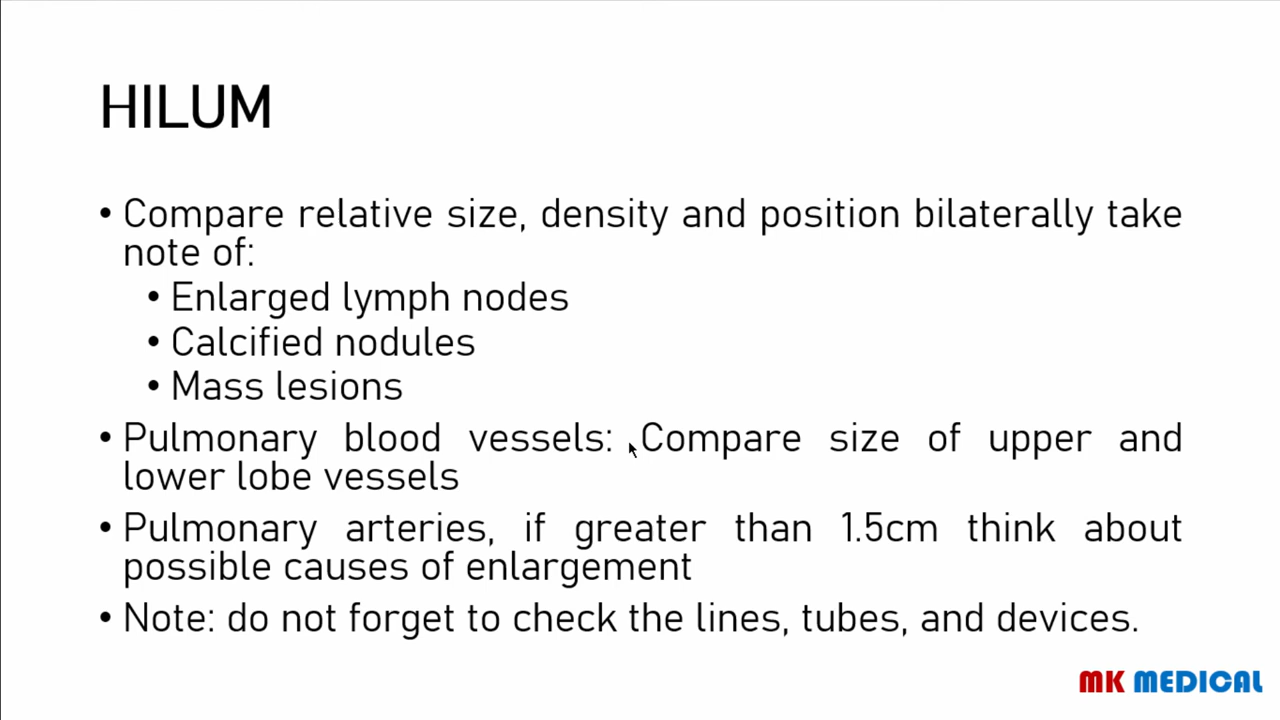 HILUM
• Compare relative size, density and position bilaterally take
note of:
• Enlarged lymph nodes
• Calcified nodules
• Mass lesions
• Pulmonary blood vessels: Compare size of upper and
lower lobe vessels
• Pulmonary arteries, if greater than 1.5cm think about
possible causes of enlargement
• Note: do not forget to check the lines, tubes, and devices.
MK MEDICAL